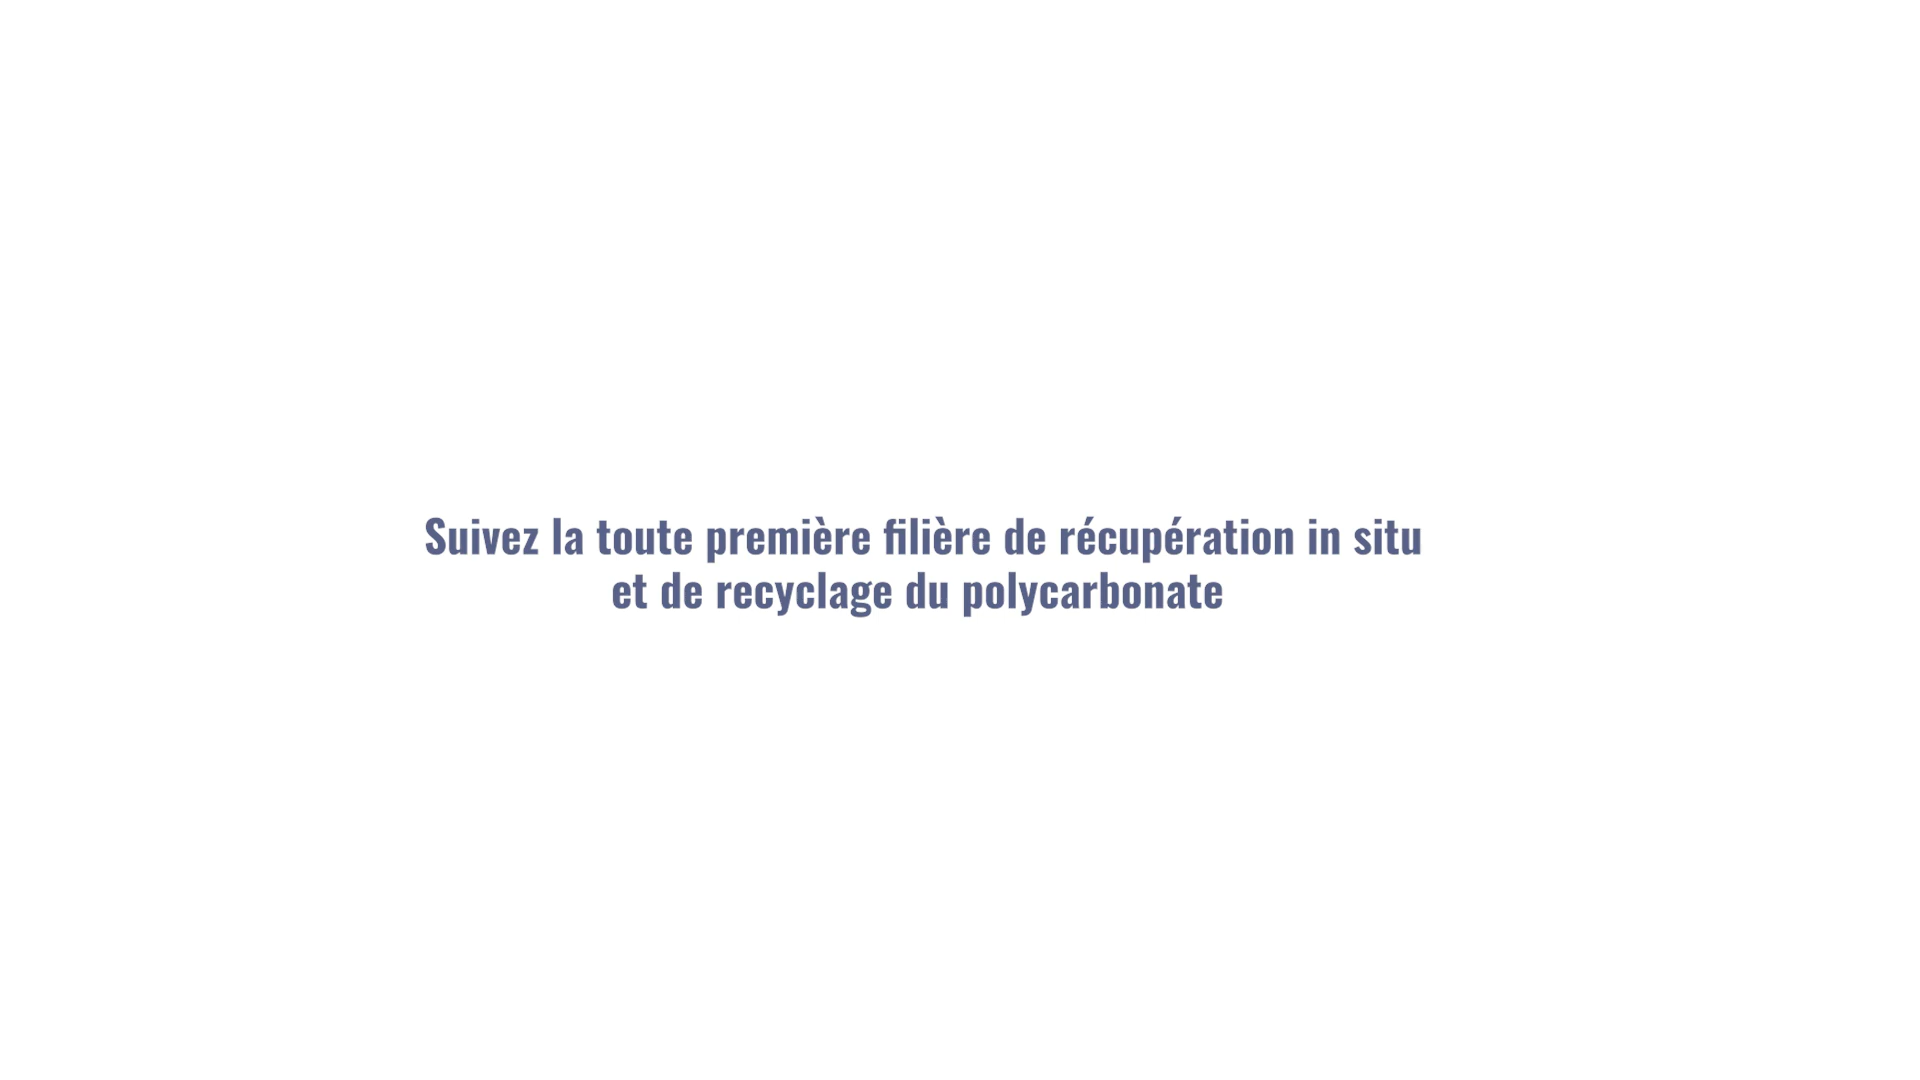 Suivez la toute première filière de récupération in situ
et de recyclage du polycarbonate